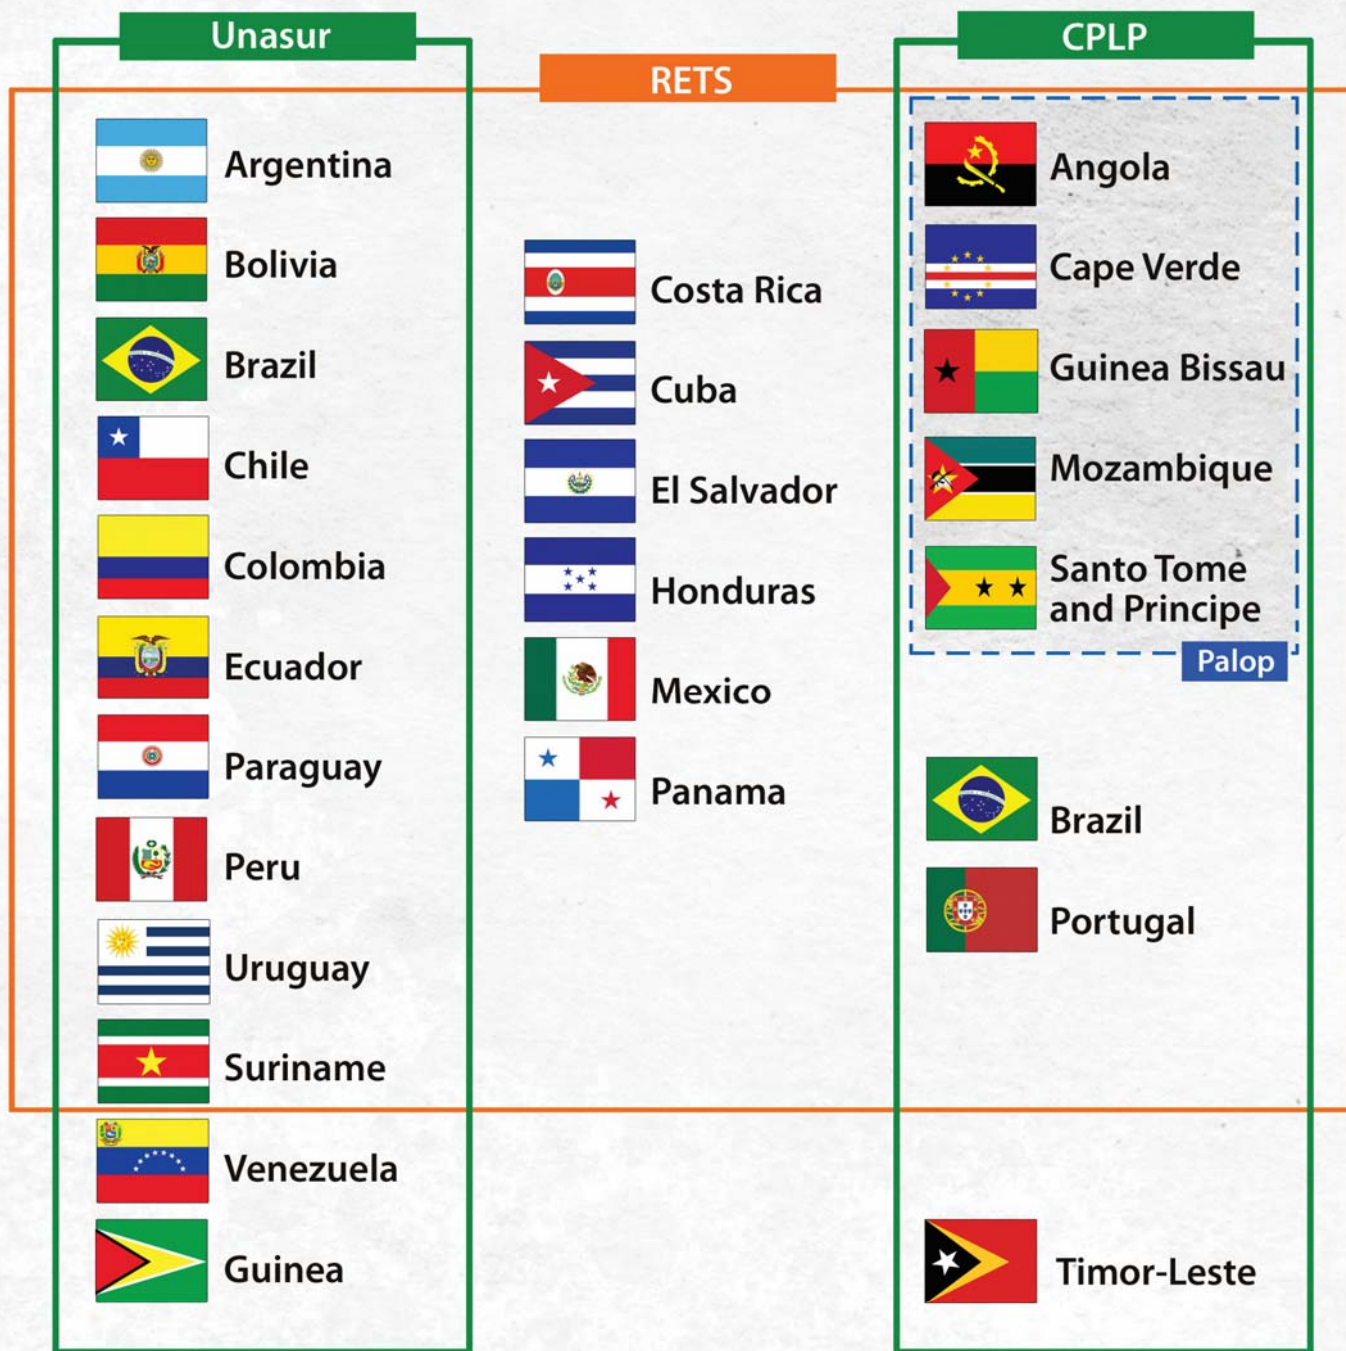 Unasur
Argentina
Bolivia
Brazil
Chile
Colombia
Ecuador
Paraguay
Peru
Uruguay
Suriname
Venezuela
Guinea
RETS
Costa Rica
Cuba
El Salvador
Honduras
Mexico
Panama
CPLP
Angola
Cape Verde
Guinea Bissau
Mozambique
Santo Tome
and Principe
Palop
Brazil
Portugal
Timor-Leste